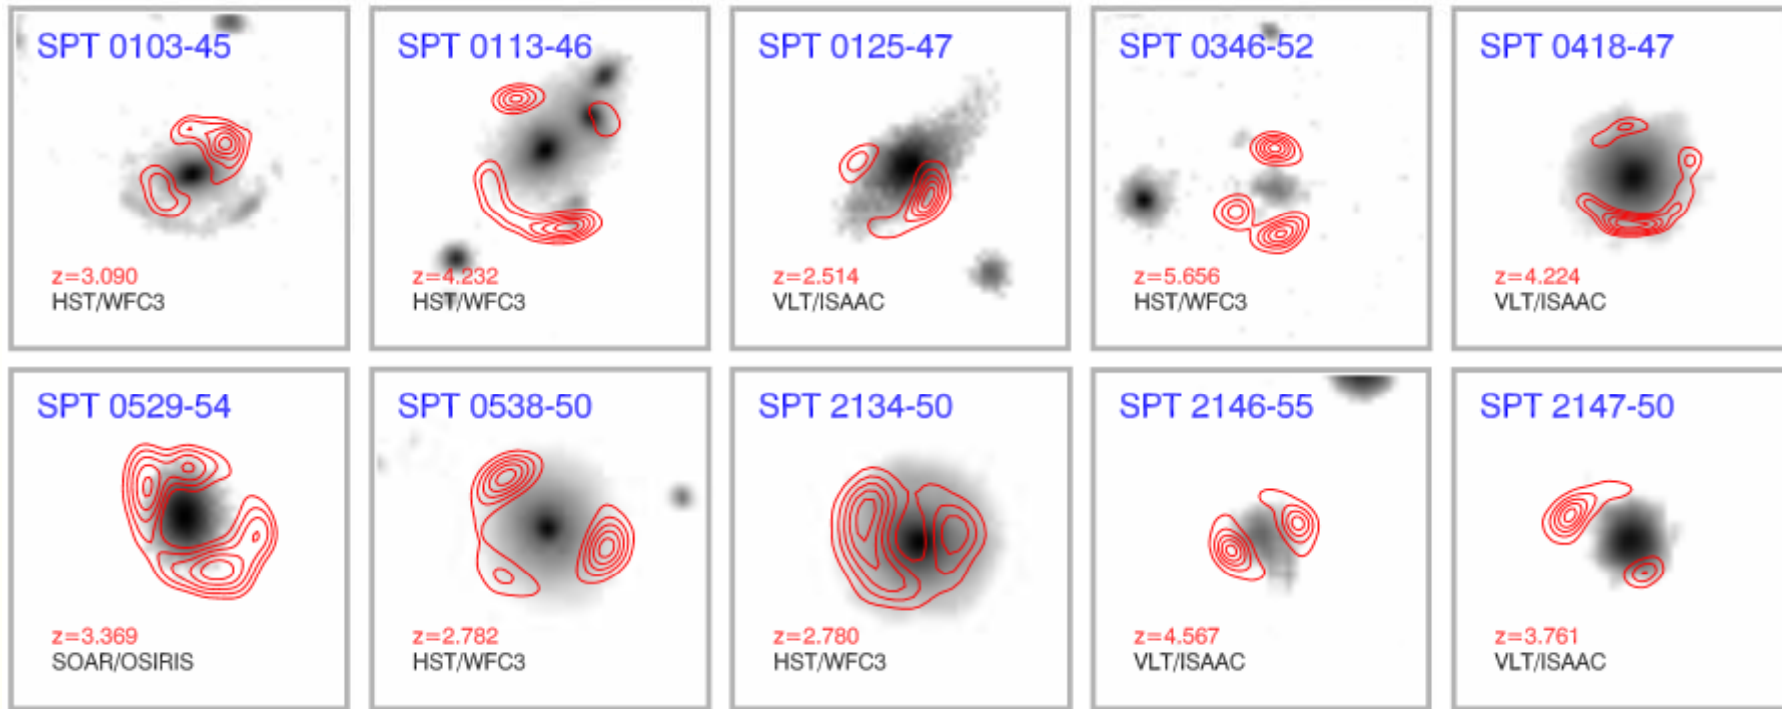 SPT 0103-45
z=3.090
HST/WFC3
SPT 0113-46
z=4.232
HST/WFC3
SPT 0125-47
z=2.514
VLT/ISAAC
SPT 0346-52
z=5.656
HST/WFC3
SPT 0418-47
z=4.224
VLT/ISAAC
SPT 0529-54
z=3.369
SOAR/OSIRIS
SPT 0538-50
z=2.782
HST/WFC3
SPT 2134-50
z=2.780
HST/WFC3
SPT 2146-55
z=4.567
VLT/ISAAC
SPT 2147-50
z=3.761
VLT/ISAAC